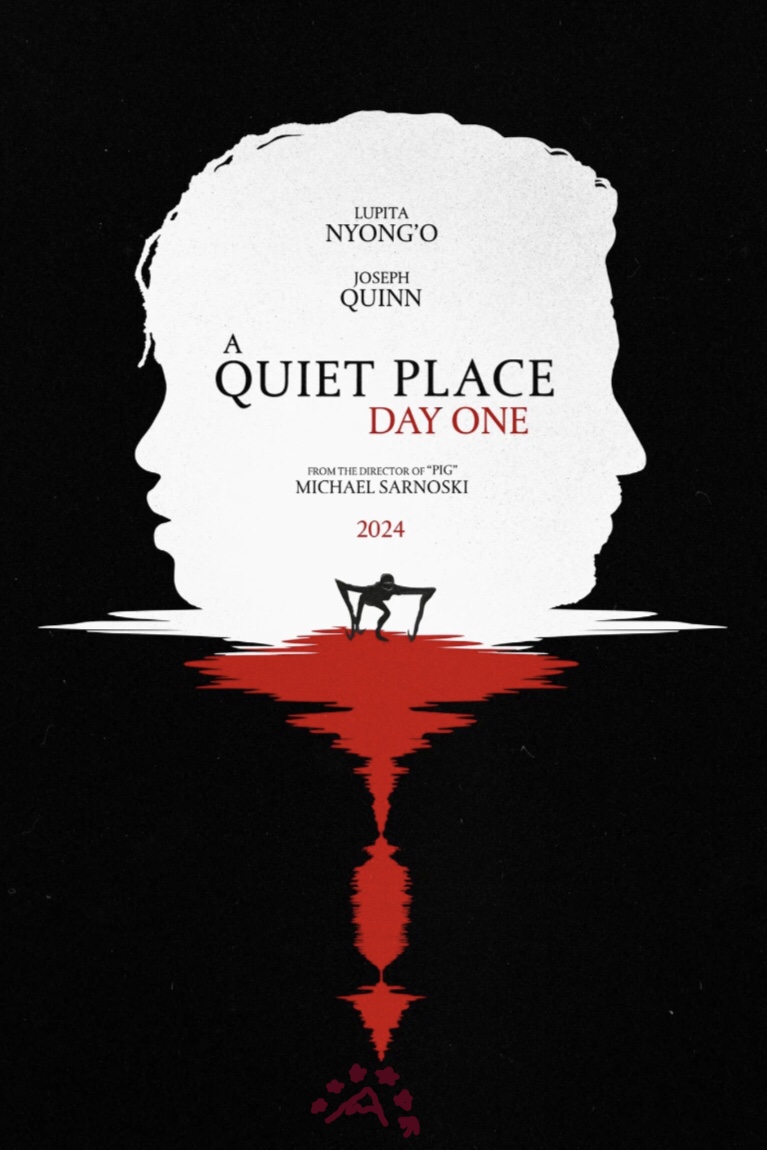 LUPITA
NYONG'O
JOSEPH
QUINN
A
QUIET PLACE
DAY ONE
FROM THE DIRECTOR OF "PIG"
MICHAEL SARNOSKI
2024